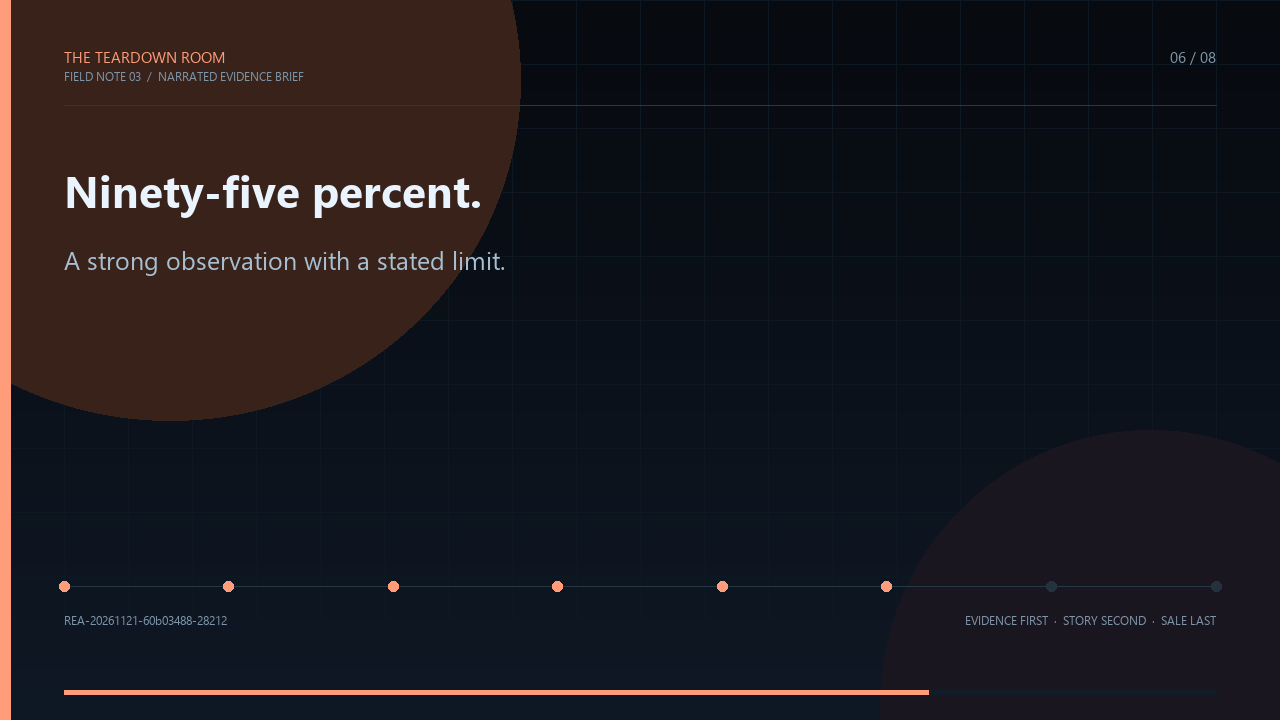 THE TEARDOWN ROOM
06 / 08
FIELD NOTE 03 / NARRATED EVIDENCE BRIEF
Ninety-five percent.
A strong observation with a stated limit.
REA-20261121-60b03488-28212
EVIDENCE FIRST · STORY SECOND · SALE LAST